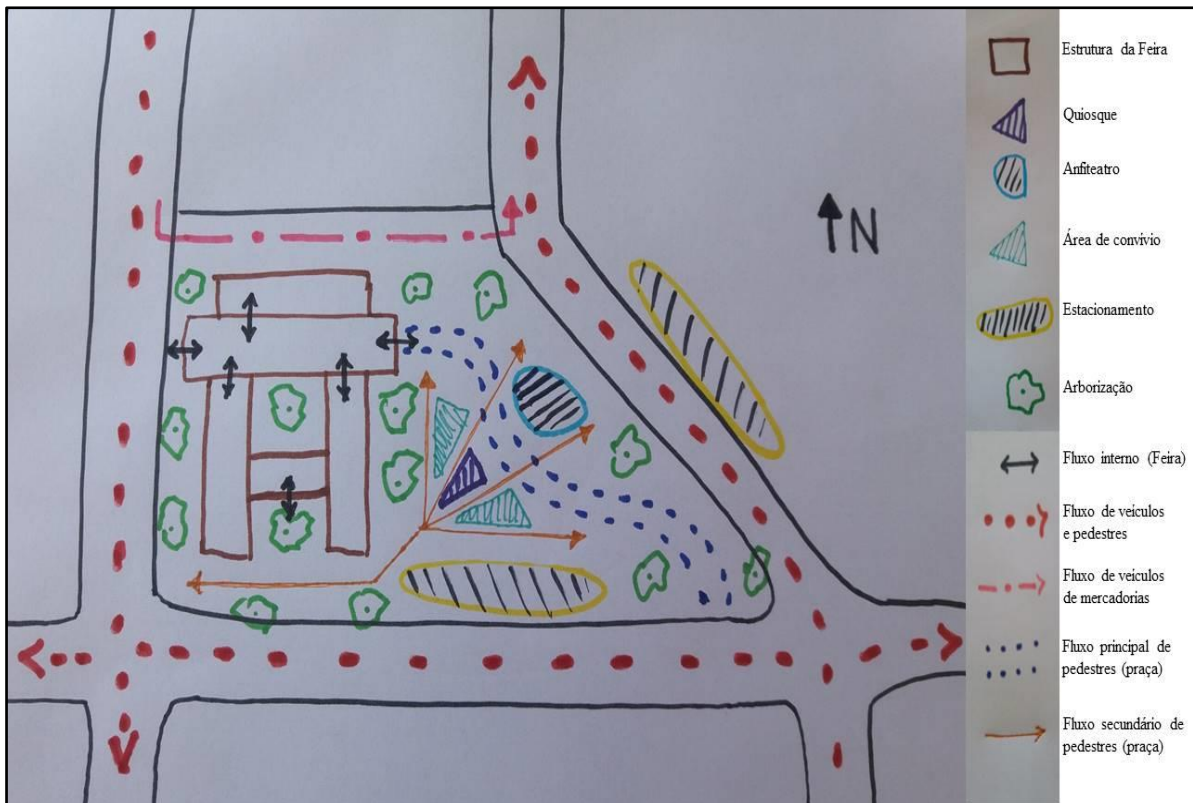 N
Estrutura da Feira
Quiosque
Anfiteatro
Área de convívio
Estacionamento
Arborização
Fluxo interno (Feira)
Fluxo de veículos
e pedestres
Fluxo de veículos
de mercadorias
Fluxo principal de
pedestres (praça)
Fluxo secundário de
pedestres (praça)